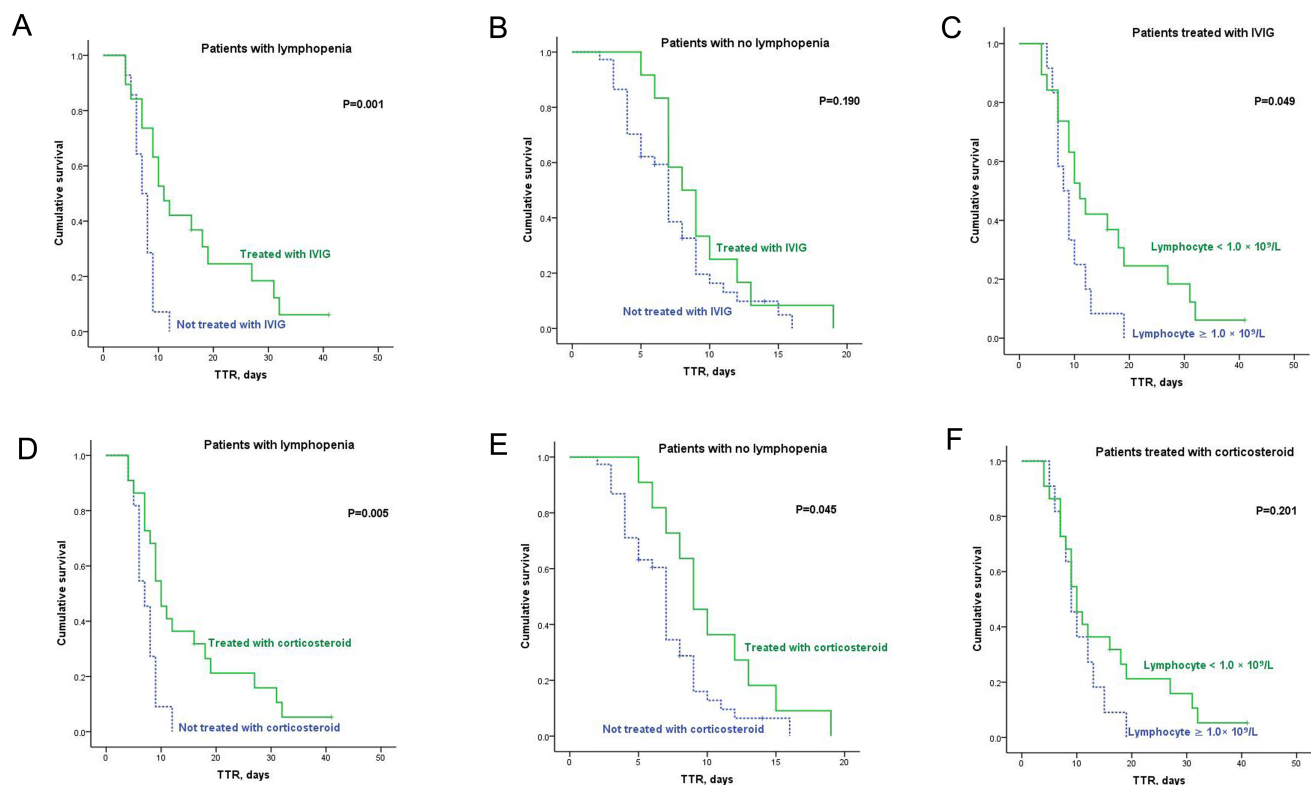 A
Patients with lymphopenia
P=0.001
Cumulative survival
1.0
0.8
0.6
0.4
0.2
0.0
Treated with IVIG
Not treated with IVIG
0 10 20 30 40 50
TTR, days
B
Patients with no lymphopenia
P=0.190
Cumulative survival
1.0
0.8
0.6
0.4
0.2
0.0
Treated with IVIG
Not treated with IVIG
0 5 10 15 20
TTR, days
C
Patients treated with IVIG
P=0.049
Cumulative survival
1.0
0.8
0.6
0.4
0.2
0.0
Lymphocyte < 1.0 × 10⁹/L
Lymphocyte ≥ 1.0 × 10⁹/L
0 10 20 30 40 50
TTR, days
D
Patients with lymphopenia
P=0.005
Cumulative survival
1.0
0.8
0.6
0.4
0.2
0.0
Treated with corticosteroid
Not treated with corticosteroid
0 10 20 30 40 50
TTR, days
E
Patients with no lymphopenia
P=0.045
Cumulative survival
1.0
0.8
0.6
0.4
0.2
0.0
Treated with corticosteroid
Not treated with corticosteroid
0 5 10 15 20
TTR, days
F
Patients treated with corticosteroid
P=0.201
Cumulative survival
1.0
0.8
0.6
0.4
0.2
0.0
Lymphocyte < 1.0 × 10⁹/L
Lymphocyte ≥ 1.0 × 10⁹/L
0 10 20 30 40 50
TTR, days